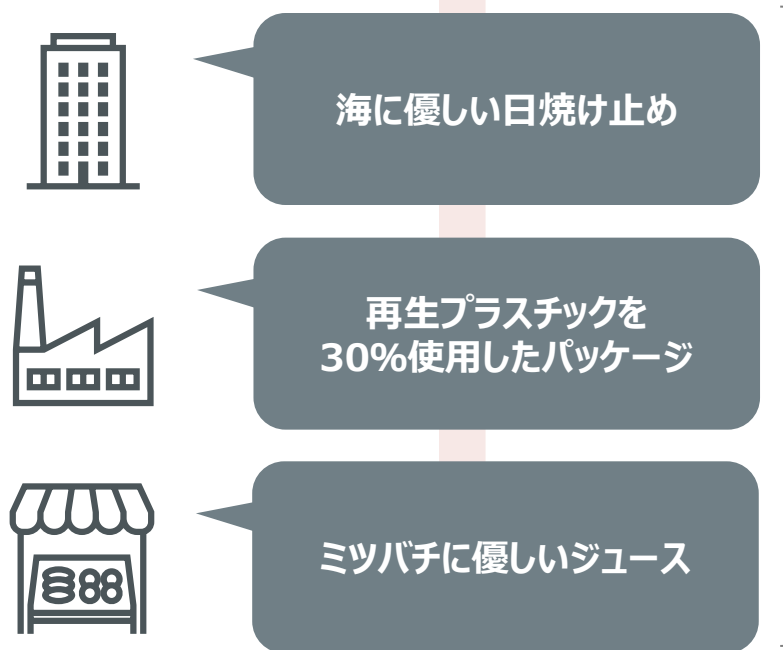 海に優しい日焼け止め
再生プラスチックを
30%使用したパッケージ
ミツバチに優しいジュース